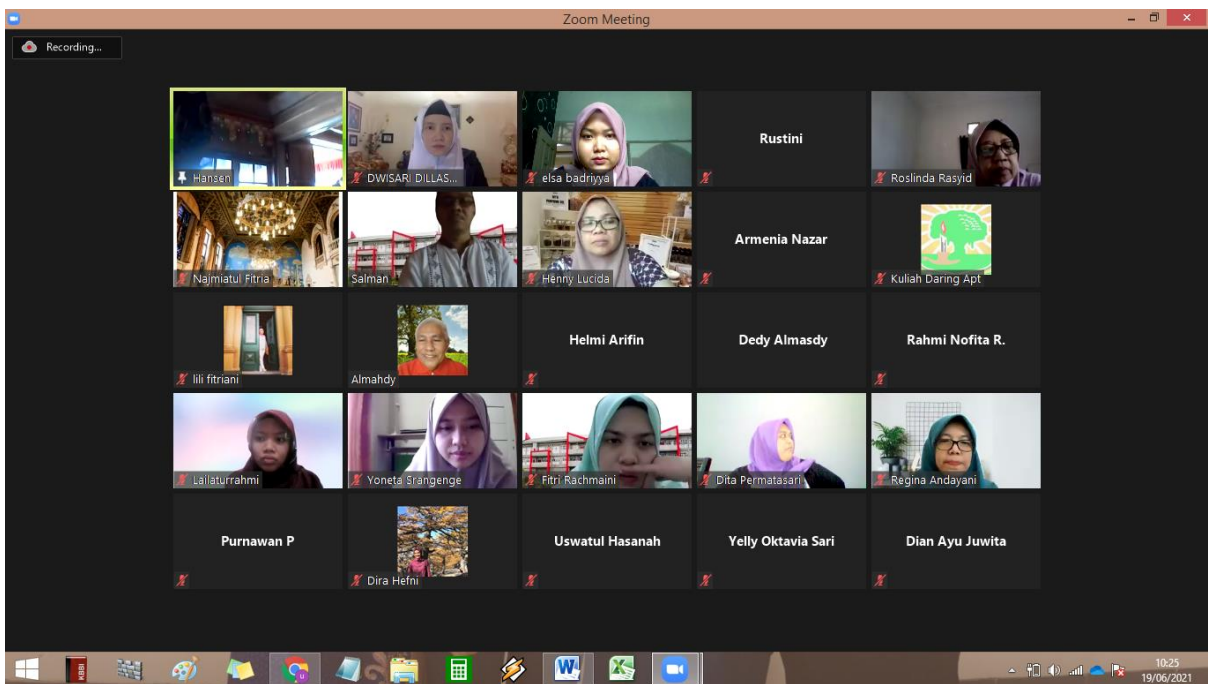 Zoom Meeting
Recording...
Hansen
DWISARI DILLAS...
elsa badriyya
Rustini
Roslinda Rasyid
Najmiatul Fitria
Salman
Henny Lucida
Armenia Nazar
Kuliah Daring Apt
lili fitriani
Almahdy
Helmi Arifin
Dedy Almasdy
Rahmi Nofita R.
Lailaturrahmi
Yoneta Srangenge
Fitri Rachmaini
Dita Permatasari
Regina Andayani
Purnawan P
Dira Hefni
Uswatul Hasanah
Yelly Oktavia Sari
Dian Ayu Juwita
KBBI
10:25
19/06/2021